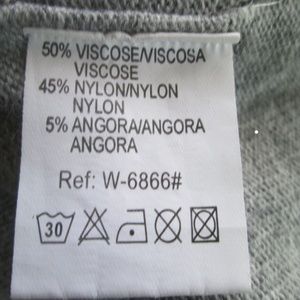 50% VISCOSE/VISCOSA
VISCOSE
45% NYLON/NYLON
NYLON
5% ANGORA/ANGORA
ANGORA
Ref: W-6866#
30